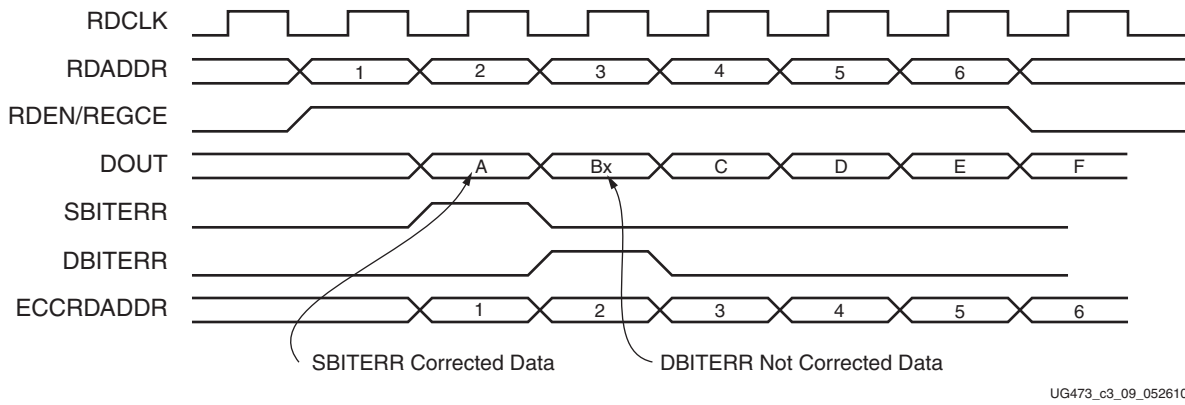 RDCLK
RDADDR 1 2 3 4 5 6
RDEN/REGCE
DOUT A Bx C D E F
SBITERR
DBITERR
ECCRDADDR 1 2 3 4 5 6
SBITERR Corrected Data DBITERR Not Corrected Data
UG473_c3_09_052610